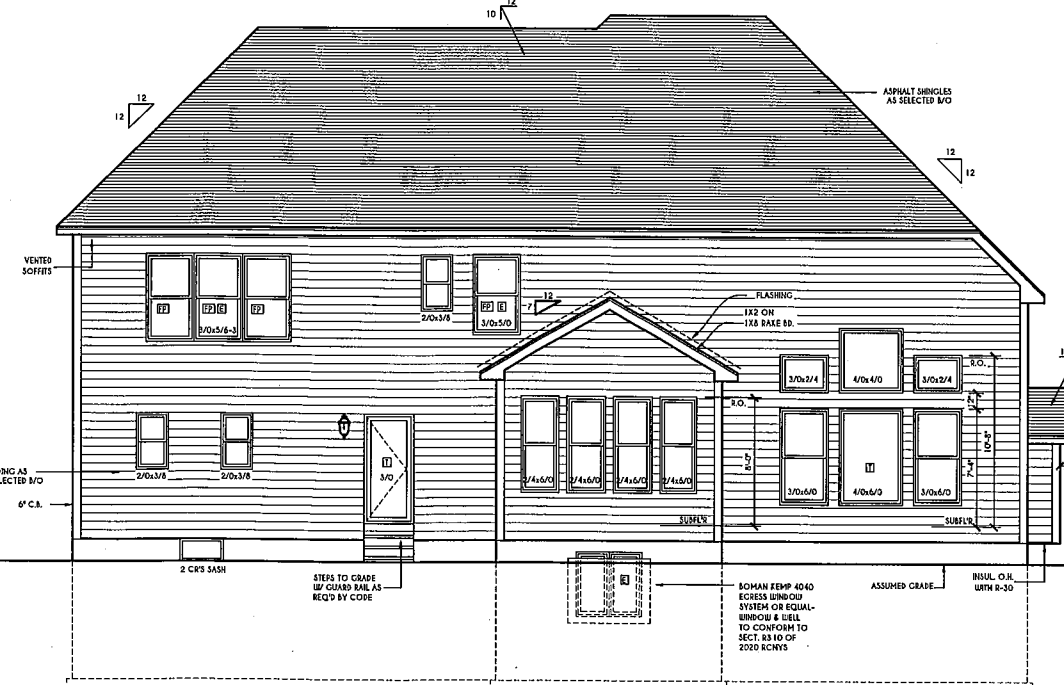 12
10
12
12
ASPHALT SHINGLES
AS SELECTED B/O
12
12
VENTED
SOFFITS
FP
FP E
FP
3/0x5/6-3
2/0x3/8
FP E
3/0x5/0
12
7
FLASHING
1X2 ON
1X8 RAKE BD.
3/0x2/4
4/0x4/0
3/0x2/4
R.O.
R.O.
12"
10'-8"
7'-4"
8'-0"
2/4x6/0
2/4x6/0
2/4x6/0
2/4x6/0
3/0x6/0
T
4/0x6/0
3/0x6/0
T
3/0
2/0x3/8
2/0x3/8
DING AS
LECTED B/O
6" C.B.
SUBFL'R
SUBFL'R
2 CR'S SASH
STEPS TO GRADE
W/ GUARD RAIL AS
REQ'D BY CODE
E
BOMAN KEMP 4040
EGRESS WINDOW
SYSTEM OR EQUAL-
WINDOW & WELL
TO CONFORM TO
SECT. R310 OF
2020 RCNYS
ASSUMED GRADE
INSUL. O.H.
WITH R-30